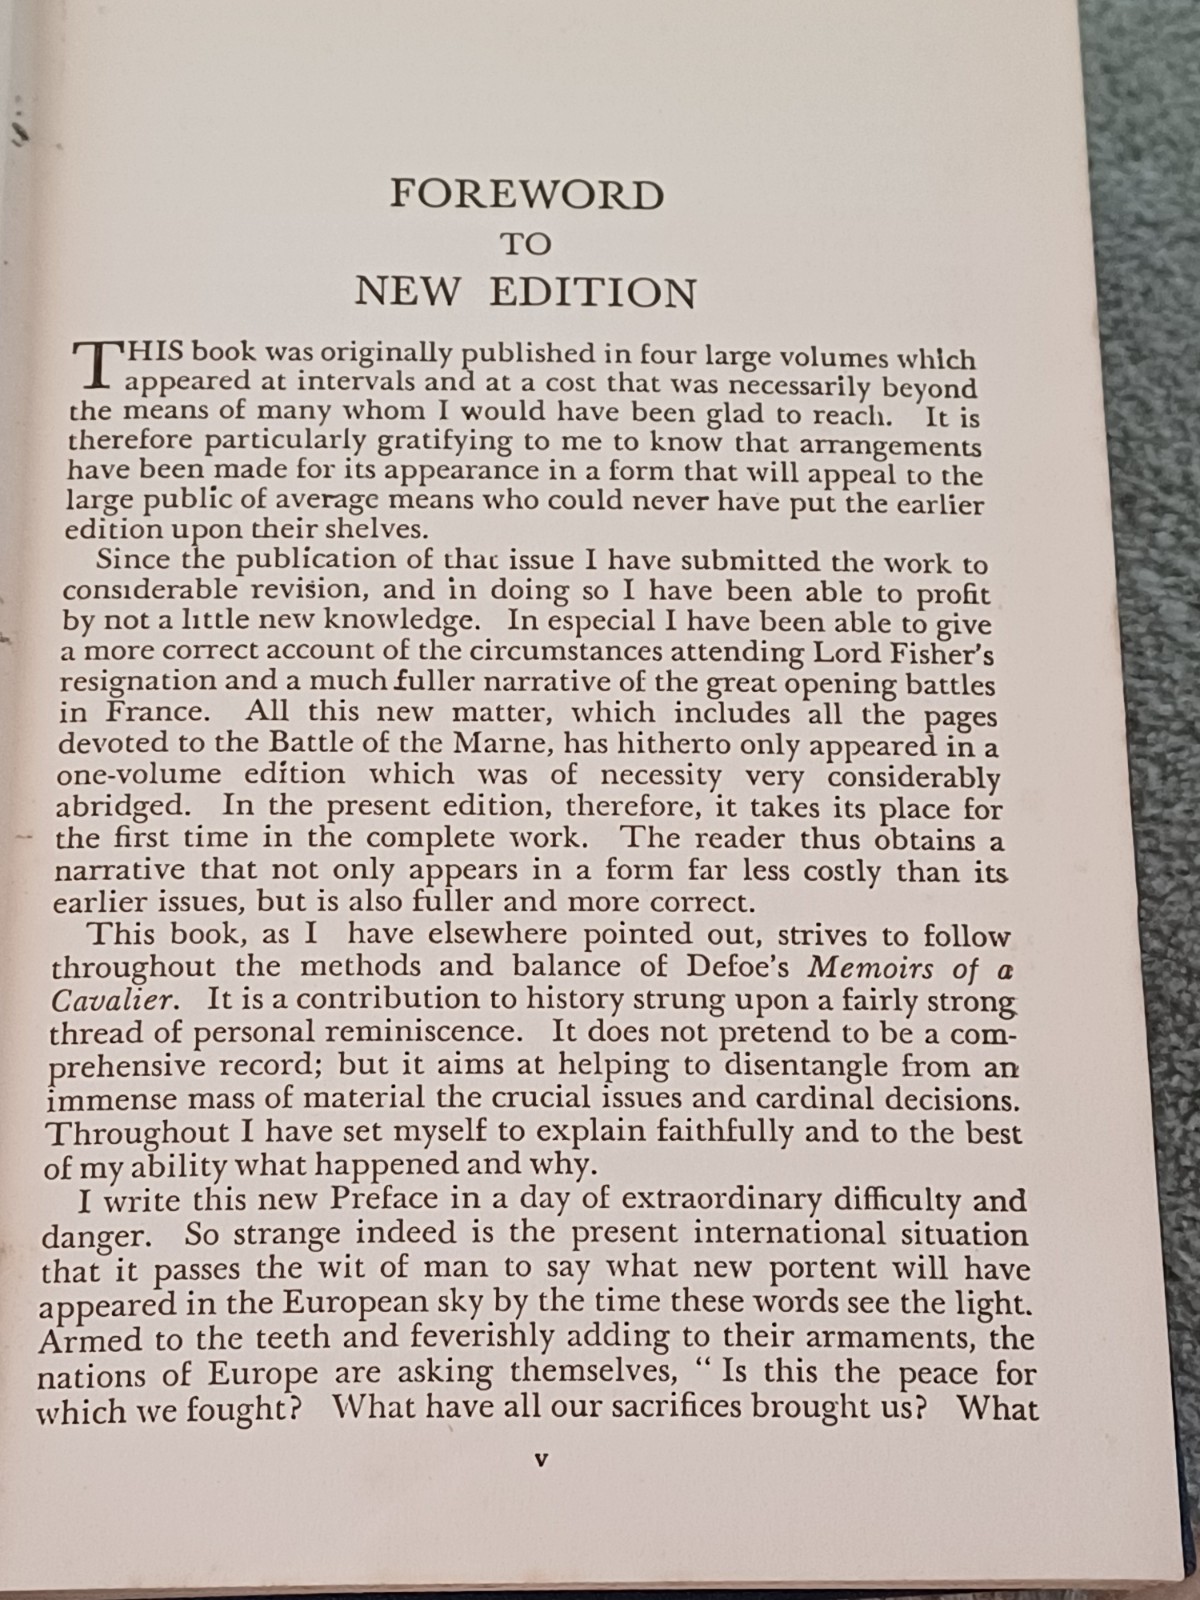 FOREWORD
TO
NEW EDITION
THIS book was originally published in four large volumes which
appeared at intervals and at a cost that was necessarily beyond
the means of many whom I would have been glad to reach. It is
therefore particularly gratifying to me to know that arrangements
have been made for its appearance in a form that will appeal to the
large public of average means who could never have put the earlier
edition upon their shelves.
Since the publication of that issue I have submitted the work to
considerable revision, and in doing so I have been able to profit
by not a little new knowledge. In especial I have been able to give
a more correct account of the circumstances attending Lord Fisher's
resignation and a much fuller narrative of the great opening battles
in France. All this new matter, which includes all the pages
devoted to the Battle of the Marne, has hitherto only appeared in a
one-volume edition which was of necessity very considerably
abridged. In the present edition, therefore, it takes its place for
the first time in the complete work. The reader thus obtains a
narrative that not only appears in a form far less costly than its
earlier issues, but is also fuller and more correct.
This book, as I have elsewhere pointed out, strives to follow
throughout the methods and balance of Defoe's Memoirs of a
Cavalier. It is a contribution to history strung upon a fairly strong
thread of personal reminiscence. It does not pretend to be a com-
prehensive record; but it aims at helping to disentangle from an
immense mass of material the crucial issues and cardinal decisions.
Throughout I have set myself to explain faithfully and to the best
of my ability what happened and why.
I write this new Preface in a day of extraordinary difficulty and
danger. So strange indeed is the present international situation
that it passes the wit of man to say what new portent will have
appeared in the European sky by the time these words see the light.
Armed to the teeth and feverishly adding to their armaments, the
nations of Europe are asking themselves, “ Is this the peace for
which we fought? What have all our sacrifices brought us? What
v